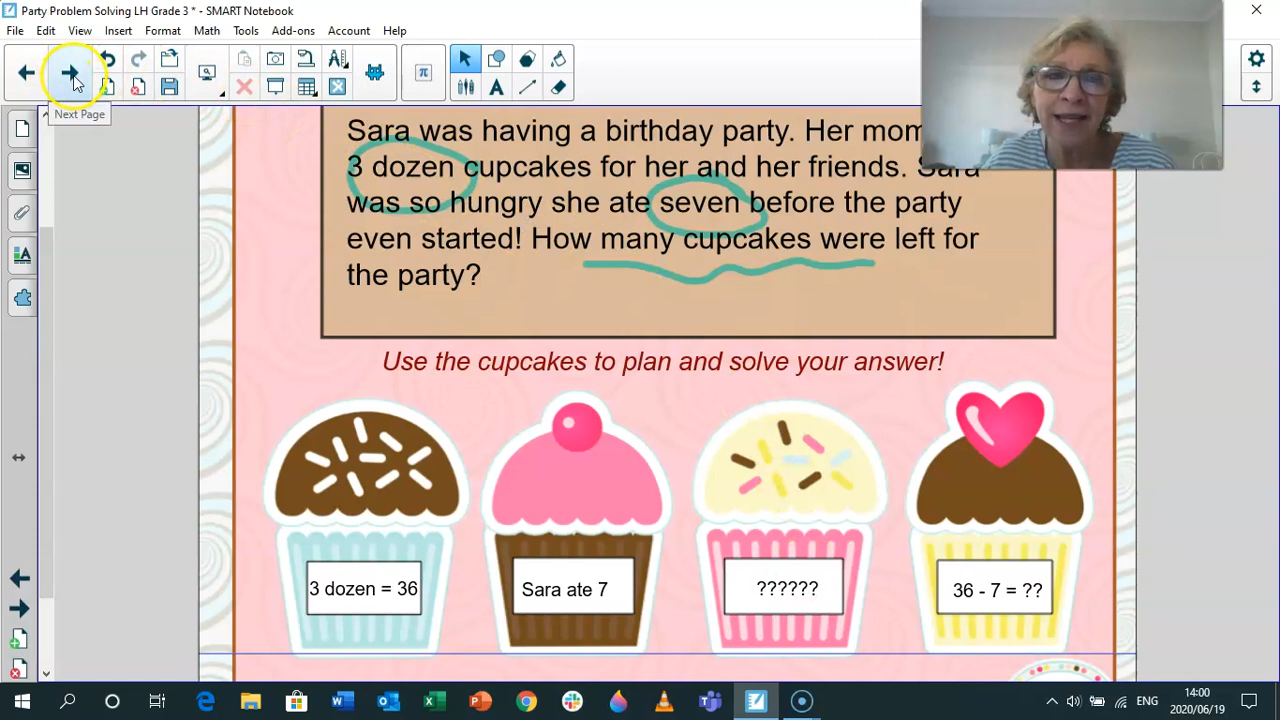 Party Problem Solving LH Grade 3 * - SMART Notebook
File Edit View Insert Format Math Tools Add-ons Account Help
π
A
Next Page
Sara was having a birthday party. Her mom
3 dozen cupcakes for her and her friends. Sara
was so hungry she ate seven before the party
even started! How many cupcakes were left for
the party?
Use the cupcakes to plan and solve your answer!
3 dozen = 36
Sara ate 7
??????
36 - 7 = ??
ENG
14:00
2020/06/19